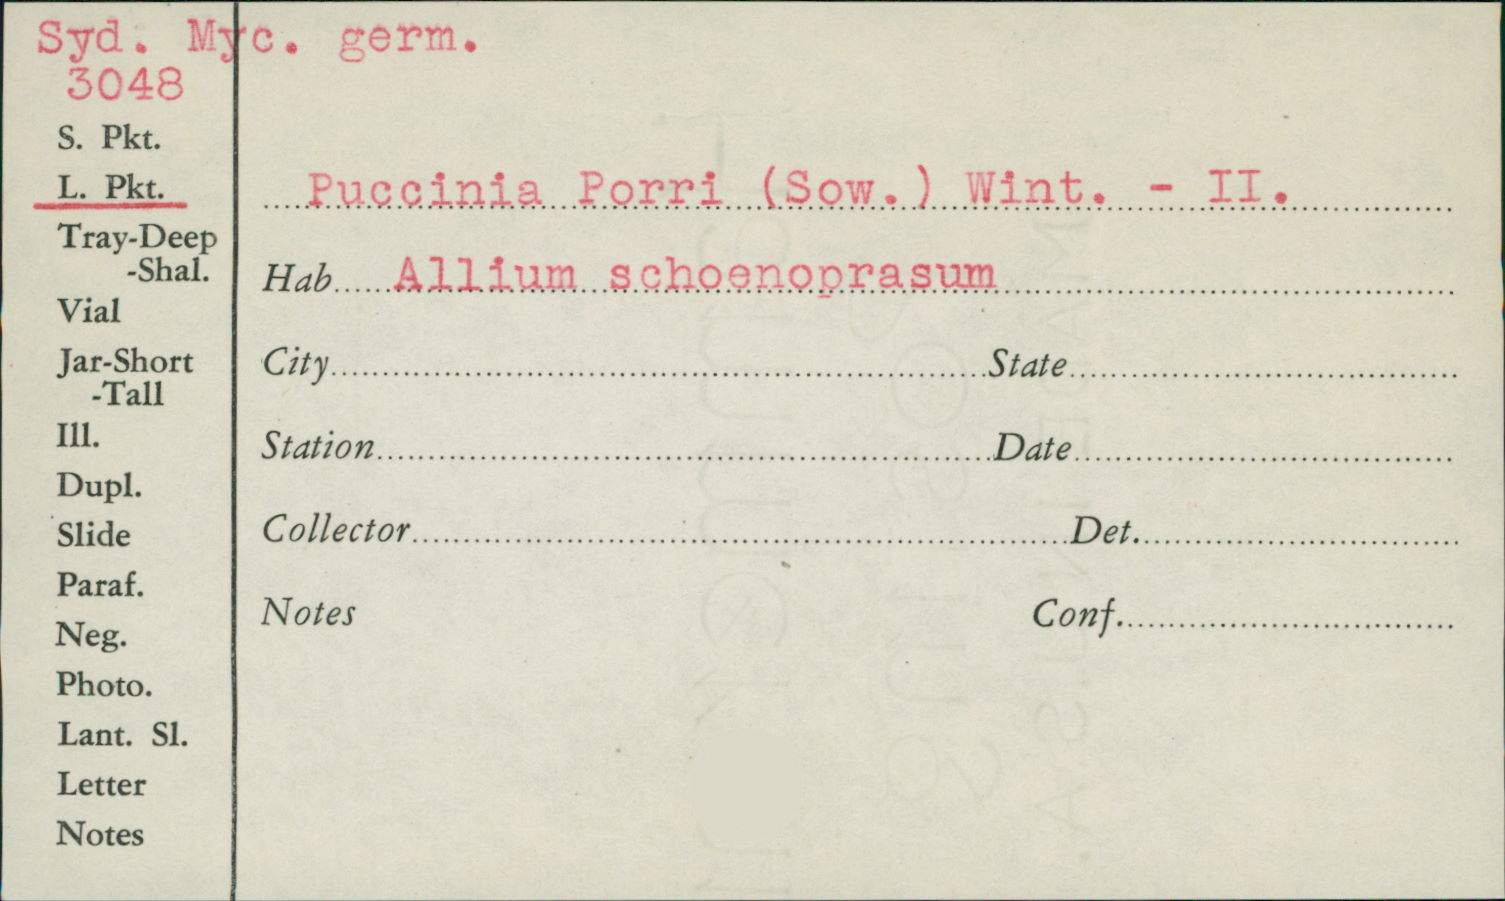 Syd. Myc. germ.
3048
S. Pkt.
L. Pkt.
Tray-Deep
-Shal.
Vial
Jar-Short
-Tall
Ill.
Dupl.
Slide
Paraf.
Neg.
Photo.
Lant. Sl.
Letter
Notes
Puccinia Porri (Sow.) Wint. - II.
Hab. Allium schoenoprasum
City State
Station Date
Collector Det.
Notes Conf.